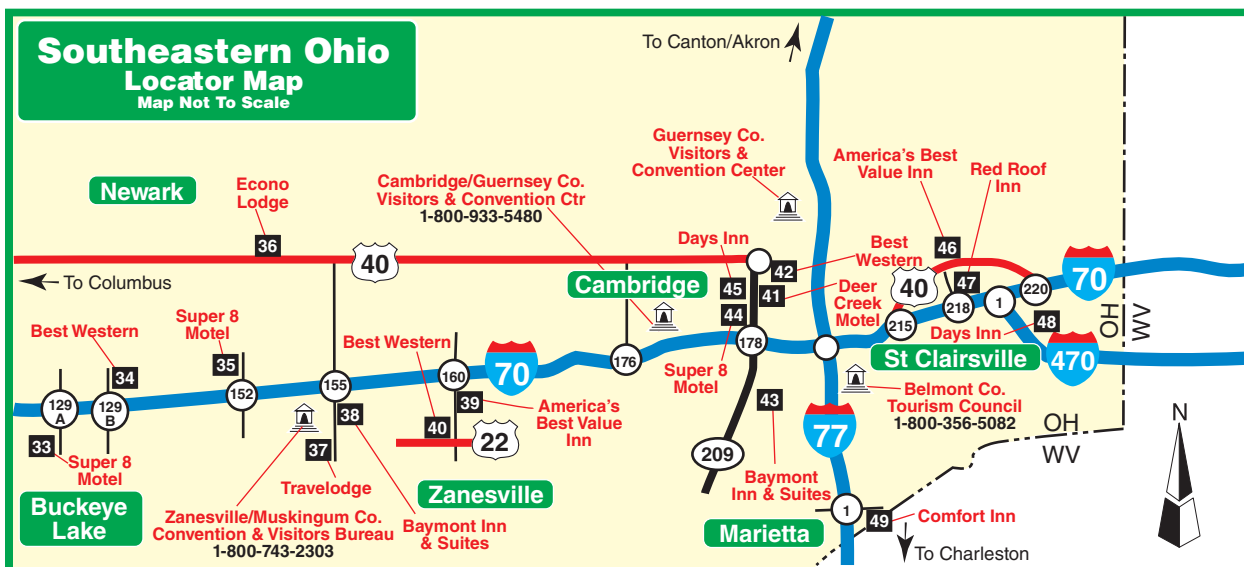 Southeastern Ohio
Locator Map
Map Not To Scale
To Canton/Akron
Guernsey Co.
Visitors &
Convention Center
America's Best
Value Inn
Red Roof
Inn
Newark
Econo
Lodge
36
Cambridge/Guernsey Co.
Visitors & Convention Ctr
1-800-933-5480
40
To Columbus
Days Inn
45
42
Best
Western
41
Deer
Creek
Motel
46
47
40
70
220
218
1
215
Cambridge
44
178
Super 8
Motel
176
Days Inn
48
St Clairsville
470
OH
WV
Best Western
34
Super 8
Motel
35
129
A
129
B
152
155
Best Western
160
70
33
Super 8
Motel
Buckeye
Lake
38
37
Travelodge
40
39
America's
Best Value
Inn
22
Zanesville
Zanesville/Muskingum Co.
Convention & Visitors Bureau
1-800-743-2303
Baymont Inn
& Suites
43
209
Baymont
Inn & Suites
77
Belmont Co.
Tourism Council
1-800-356-5082
OH
WV
N
Marietta
1
49
Comfort Inn
To Charleston